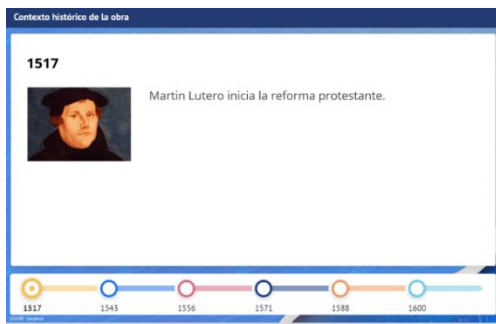 Contexto histórico de la obra
1517
Martin Lutero inicia la reforma protestante.
1517 1543 1556 1571 1588 1600